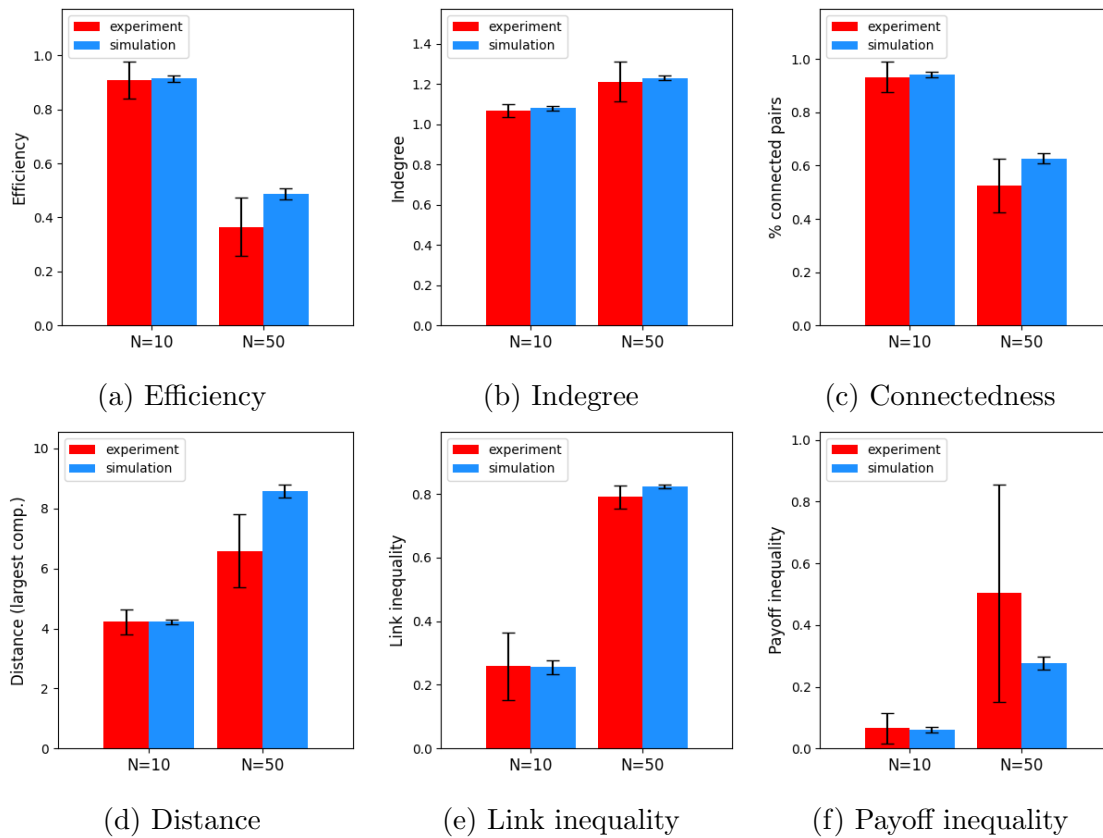 experiment
simulation
Efficiency
1.0
0.8
0.6
0.4
0.2
0.0
N=10
N=50
(a) Efficiency
experiment
simulation
Indegree
1.4
1.2
1.0
0.8
0.6
0.4
0.2
0.0
N=10
N=50
(b) Indegree
experiment
simulation
% connected pairs
1.0
0.8
0.6
0.4
0.2
0.0
N=10
N=50
(c) Connectedness
experiment
simulation
Distance (largest comp.)
10
8
6
4
2
0
N=10
N=50
(d) Distance
experiment
simulation
Link inequality
0.8
0.6
0.4
0.2
0.0
N=10
N=50
(e) Link inequality
experiment
simulation
Payoff inequality
1.0
0.8
0.6
0.4
0.2
0.0
N=10
N=50
(f) Payoff inequality